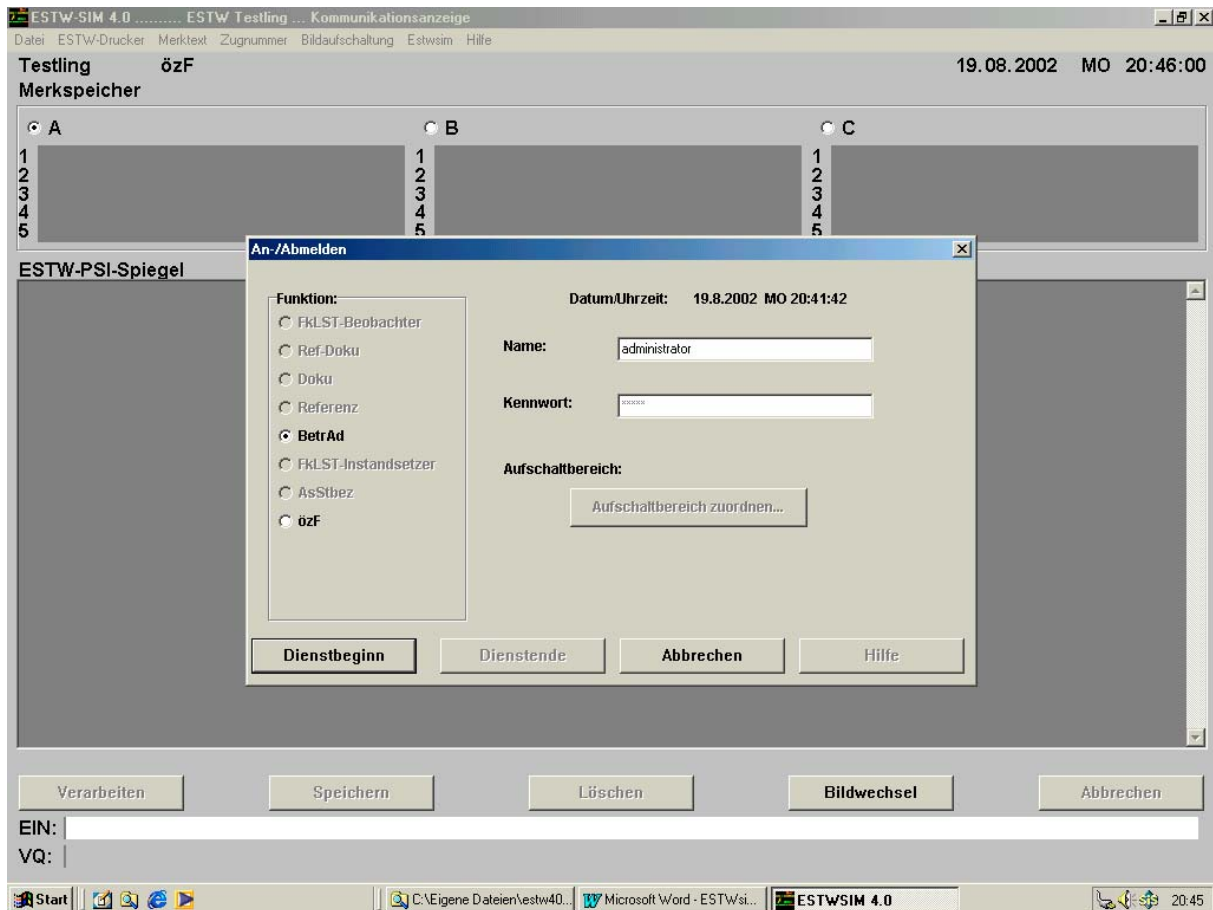 ESTW-SIM 4.0 ......... ESTW Testling ... Kommunikationsanzeige
Datei ESTW-Drucker Merktext Zugnummer Bildaufschaltung Estwsim Hilfe
Testling özF 19.08.2002 MO 20:46:00
Merkspeicher
A B C
1 1 1
2 2 2
3 3 3
4 4 4
5 5 5
An-/Abmelden
ESTW-PSI-Spiegel
Funktion:
Datum/Uhrzeit: 19.8.2002 MO 20:41:42
FkLST-Beobachter
Name: administrator
Ref-Doku
Doku
Kennwort: xxxxx
Referenz
BetrAd
FkLST-Instandsetzer
Aufschaltbereich:
AsStbez
Aufschaltbereich zuordnen...
özF
Dienstbeginn Dienstende Abbrechen Hilfe
Verarbeiten Speichern Löschen Bildwechsel Abbrechen
EIN:
VQ:
Start C:\Eigene Dateien\estw40... Microsoft Word - ESTWsi... ESTWSIM 4.0 20:45